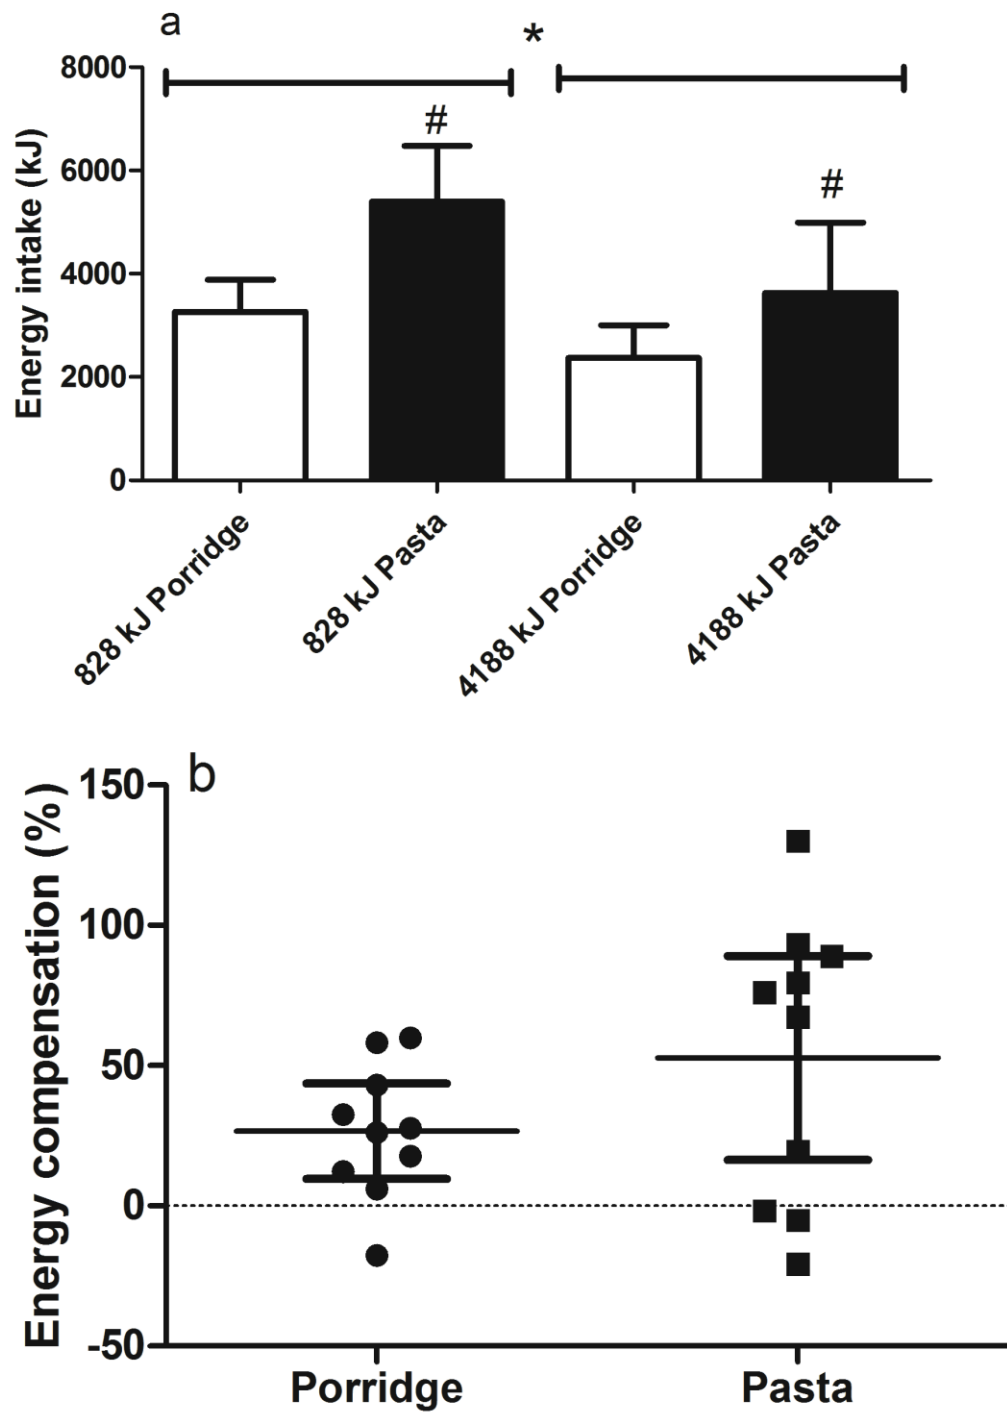 a
*
8000
#
6000
#
4000
2000
0
Energy intake (kJ)
828 kJ Porridge
828 kJ Pasta
4188 kJ Porridge
4188 kJ Pasta
b
150
100
50
0
-50
Energy compensation (%)
Porridge
Pasta